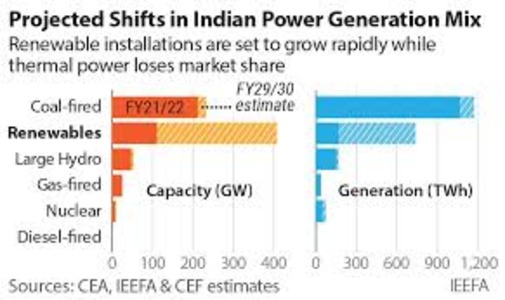 Projected Shifts in Indian Power Generation Mix
Renewable installations are set to grow rapidly while
thermal power loses market share
FY29/30
estimate
Coal-fired
FY21/22
Renewables
Large Hydro
Gas-fired
Capacity (GW)
Generation (TWh)
Nuclear
Diesel-fired
0 100 200 300 400
0 300 600 900 1,200
Sources: CEA, IEEFA & CEF estimates
IEEFA